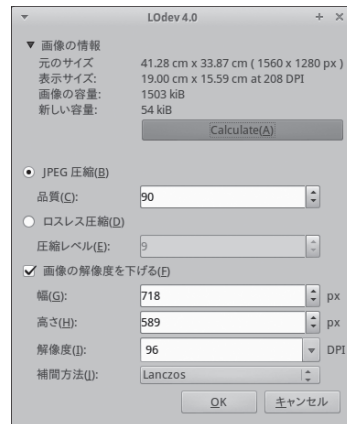 LOdev 4.0
画像の情報
元のサイズ 41.28 cm x 33.87 cm ( 1560 x 1280 px )
表示サイズ: 19.00 cm x 15.59 cm at 208 DPI
画像の容量: 1503 kiB
新しい容量: 54 kiB
Calculate(A)
JPEG 圧縮(B)
品質(C): 90
ロスレス圧縮(D)
圧縮レベル(E): 9
画像の解像度を下げる(F)
幅(G): 718 px
高さ(H): 589 px
解像度(I): 96 DPI
補間方法(J): Lanczos
OK キャンセル